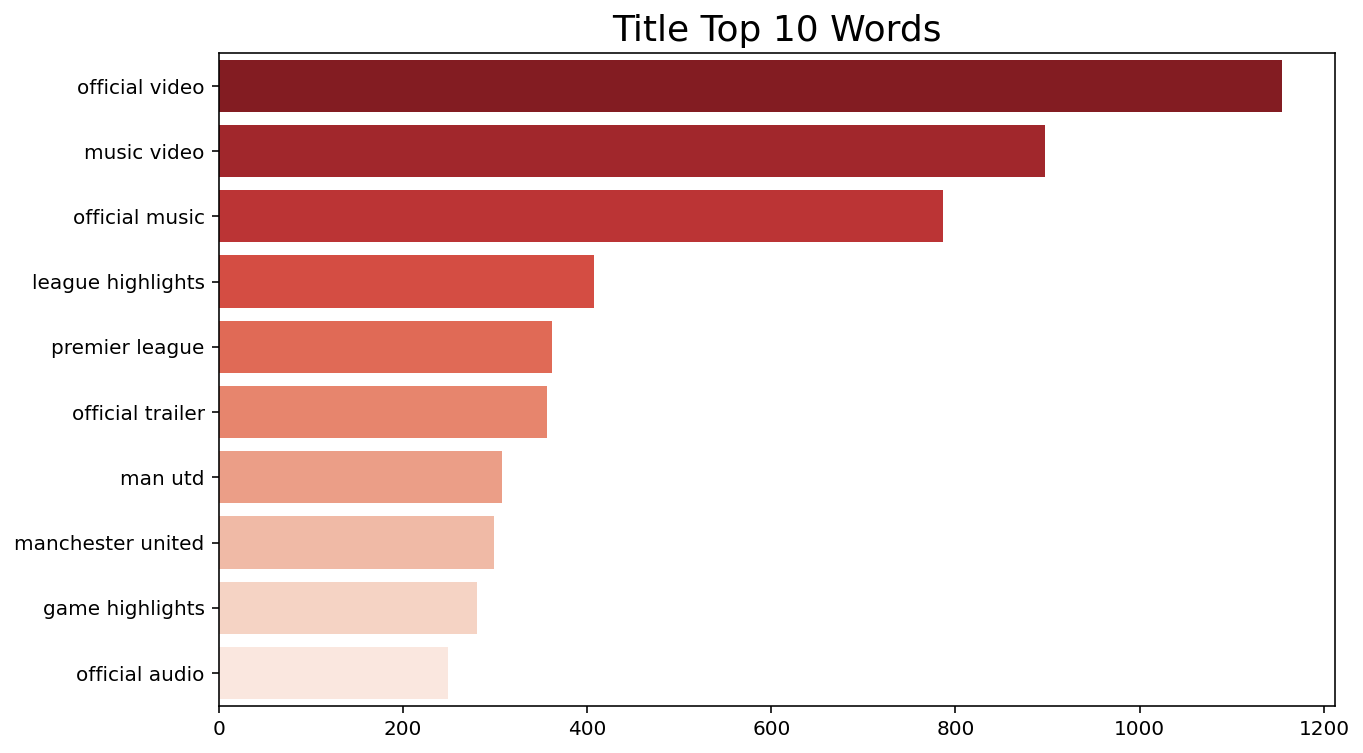 Title Top 10 Words
official video
music video
official music
league highlights
premier league
official trailer
man utd
manchester united
game highlights
official audio
0 200 400 600 800 1000 1200